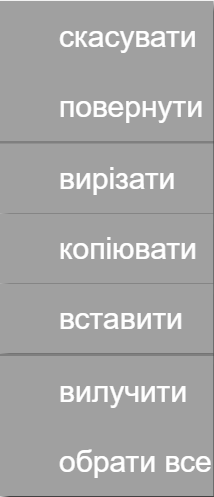 скасувати
повернути
вирізати
копіювати
вставити
вилучити
обрати все